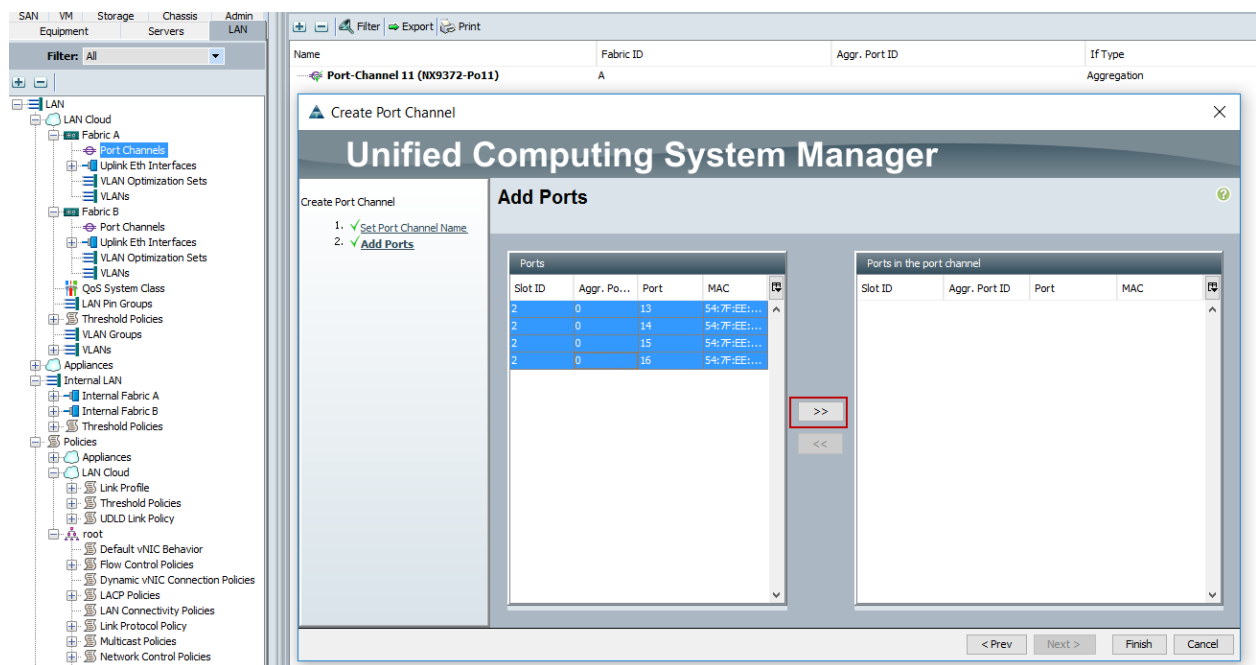 SAN VM Storage Chassis Admin
Equipment Servers LAN
Filter: All
LAN
LAN Cloud
Fabric A
Port Channels
Uplink Eth Interfaces
VLAN Optimization Sets
VLANs
Fabric B
Port Channels
Uplink Eth Interfaces
VLAN Optimization Sets
VLANs
QoS System Class
LAN Pin Groups
Threshold Policies
VLAN Groups
VLANs
Appliances
Internal LAN
Internal Fabric A
Internal Fabric B
Threshold Policies
Policies
Appliances
LAN Cloud
Link Profile
Threshold Policies
UDLD Link Policy
root
Default vNIC Behavior
Flow Control Policies
Dynamic vNIC Connection Policies
LACP Policies
LAN Connectivity Policies
Link Protocol Policy
Multicast Policies
Network Control Policies
Filter Export Print
Name Fabric ID Aggr. Port ID If Type
Port-Channel 11 (NX9372-Po11) A Aggregation
Create Port Channel
Unified Computing System Manager
Create Port Channel
1. Set Port Channel Name
2. Add Ports
Add Ports
Ports
Slot ID Aggr. Po... Port MAC
2 0 13 54:7F:EE:...
2 0 14 54:7F:EE:...
2 0 15 54:7F:EE:...
2 0 16 54:7F:EE:...
>>
<<
Ports in the port channel
Slot ID Aggr. Port ID Port MAC
< Prev Next > Finish Cancel